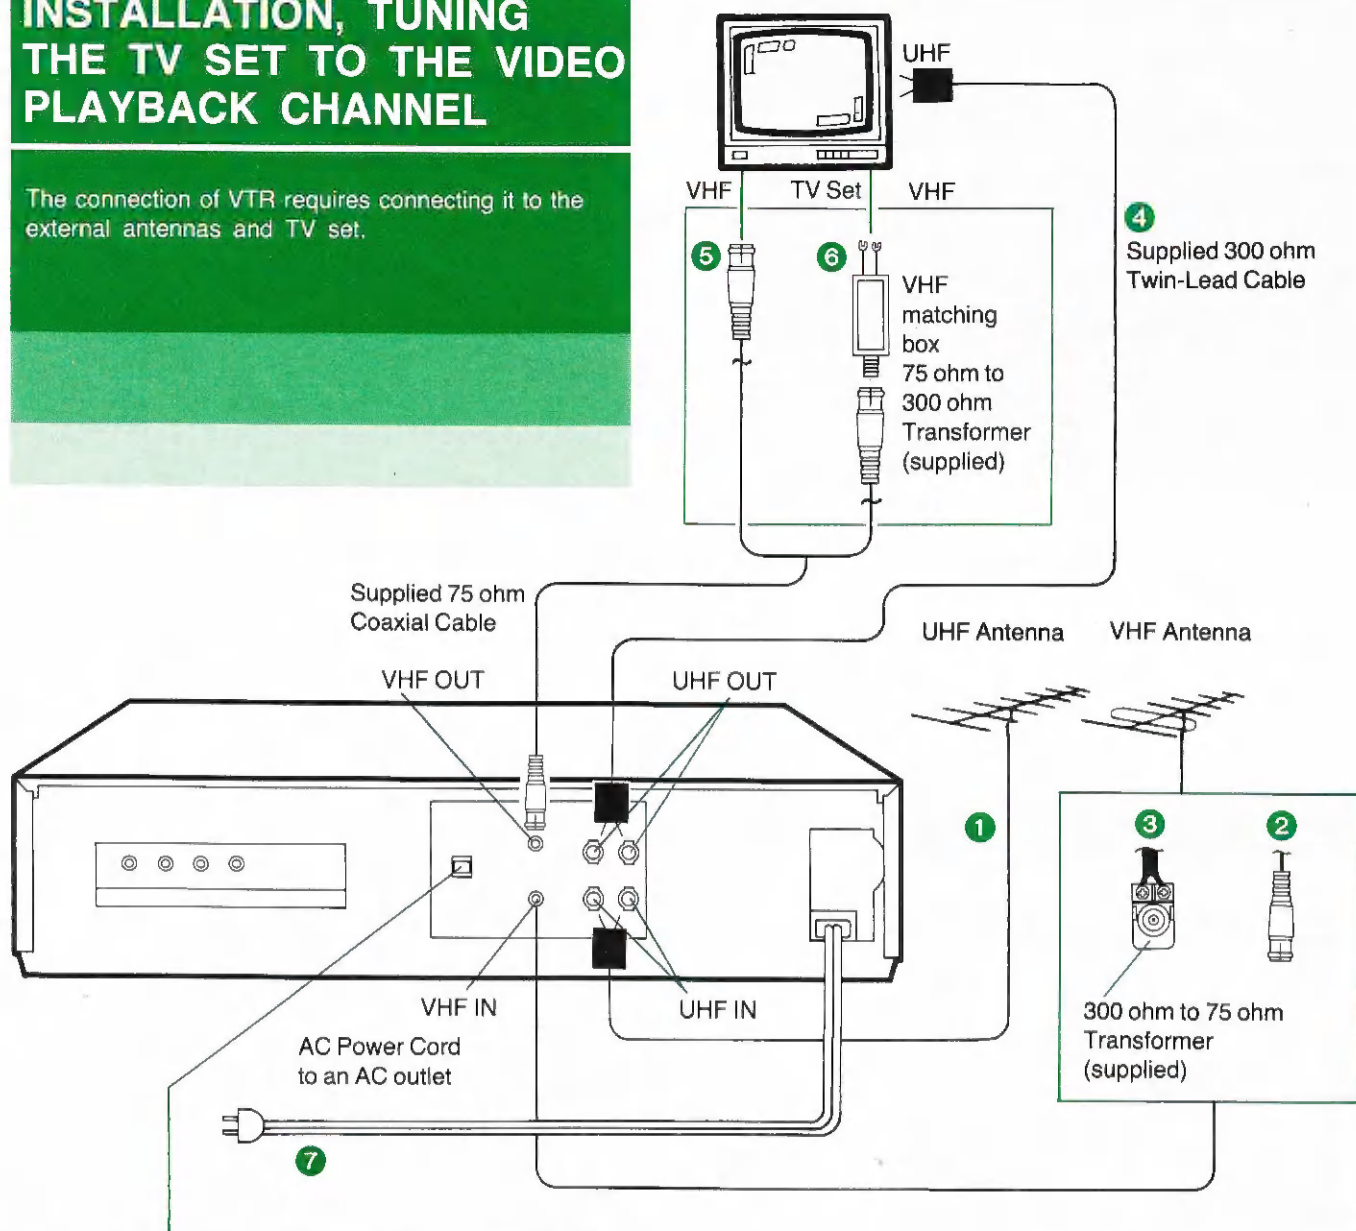 INSTALLATION, TUNING
THE TV SET TO THE VIDEO
PLAYBACK CHANNEL
The connection of VTR requires connecting it to the
external antennas and TV set.
UHF
VHF
TV Set
VHF
4
Supplied 300 ohm
Twin-Lead Cable
5
6
VHF
matching
box
75 ohm to
300 ohm
Transformer
(supplied)
Supplied 75 ohm
Coaxial Cable
UHF Antenna
VHF Antenna
VHF OUT
UHF OUT
1
3
2
VHF IN
UHF IN
300 ohm to 75 ohm
Transformer
(supplied)
AC Power Cord
to an AC outlet
7